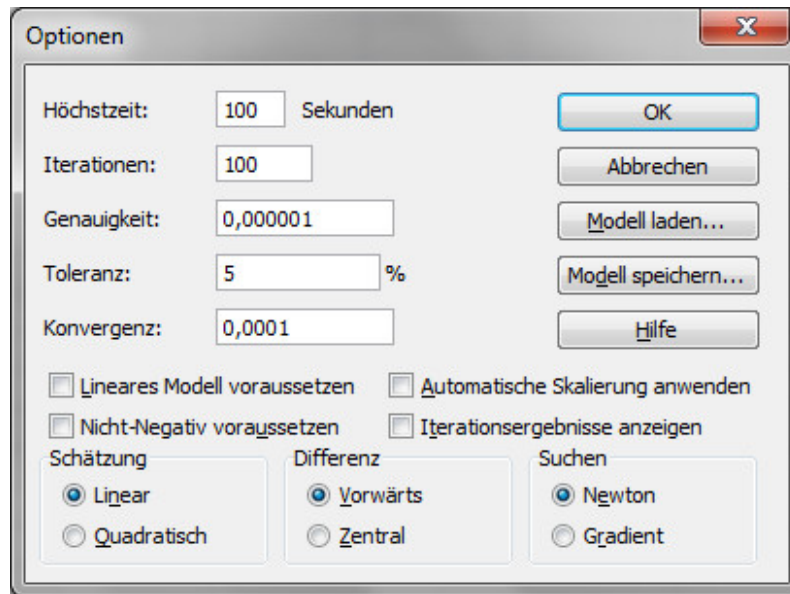 Optionen
Höchstzeit: 100 Sekunden OK
Iterationen: 100 Abbrechen
Genauigkeit: 0,000001 Modell laden...
Toleranz: 5 % Modell speichern...
Konvergenz: 0,0001 Hilfe
Lineares Modell voraussetzen Automatische Skalierung anwenden
Nicht-Negativ voraussetzen Iterationsergebnisse anzeigen
Schätzung Differenz Suchen
Linear Vorwärts Newton
Quadratisch Zentral Gradient